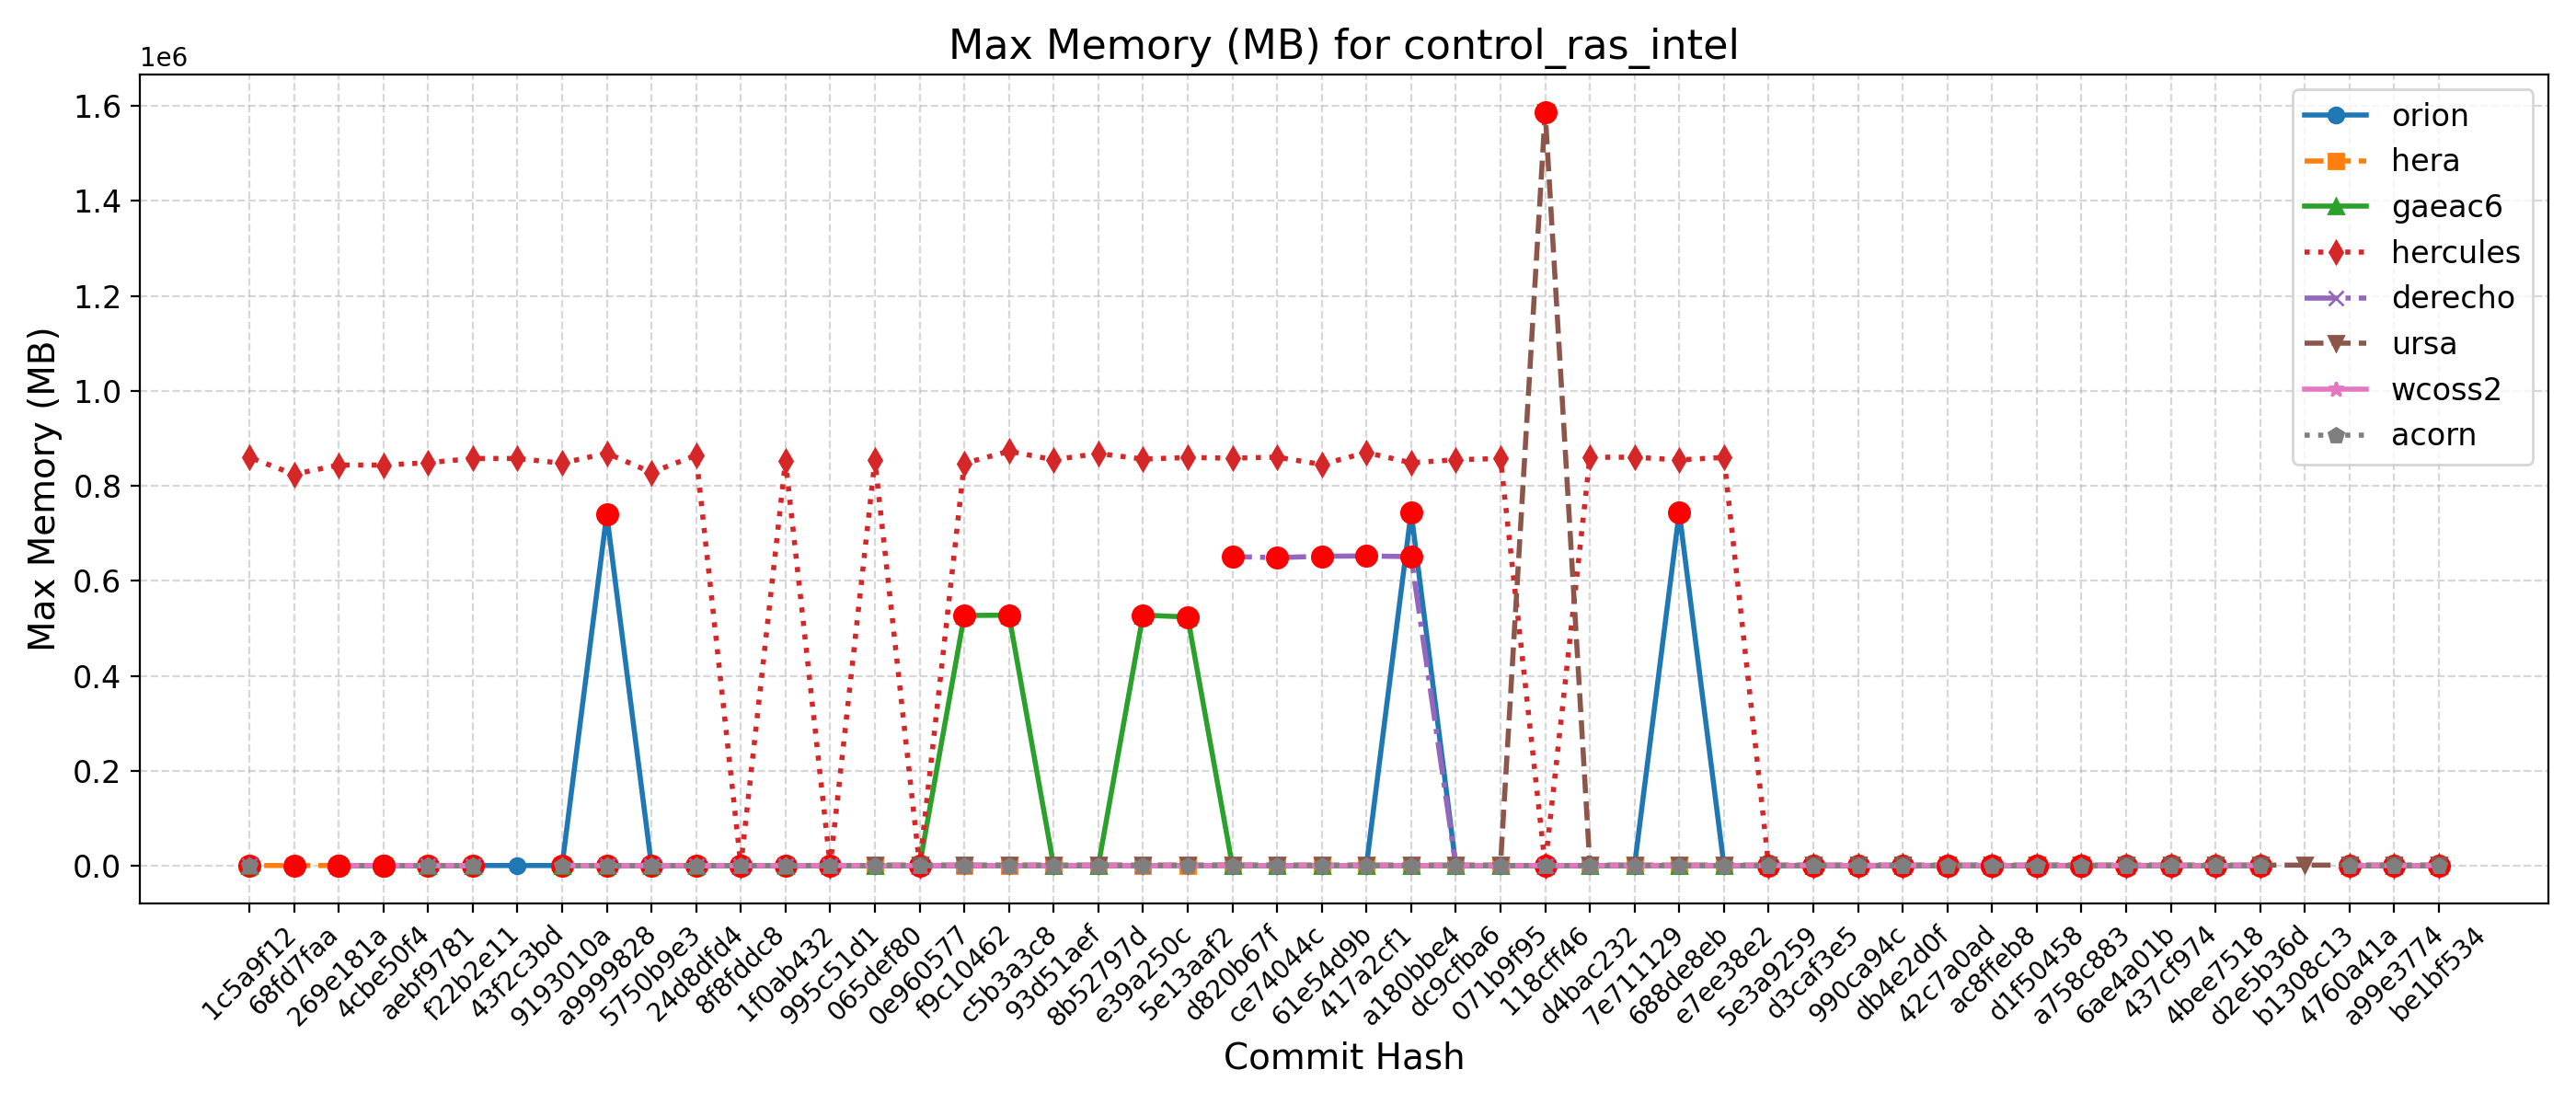 Max Memory (MB) for control_ras_intel
1e6
1.6
1.4
1.2
1.0
0.8
0.6
0.4
0.2
0.0
Max Memory (MB)
orion
hera
gaeac6
hercules
derecho
ursa
wcoss2
acorn
1c5a9f12
68fd7faa
269e181a
4cbe50f4
aebf9781
f22b2e11
43f2c3bd
9193010a
a9999828
5750b9e3
24d8dfd4
8f8fddc8
1f0ab432
995c51d1
065def80
0e960577
f9c10462
c5b3a3c8
93d51aef
8b52797d
e39a250c
5e13aaf2
d820b67f
ce74044c
61e54d9b
417a2cf1
a180bbe4
dc9cfba6
071b9f95
118cff46
d4bac232
7e711129
688de8eb
e7ee38e2
5e3a9259
d3caf3e5
990ca94c
db4e2d0f
42c7a0ad
ac8ffeb8
d1f50458
a758c883
6ae4a01b
437cf974
4bee7518
d2e5b36d
b1308c13
4760a41a
a99e3774
be1bf534
Commit Hash